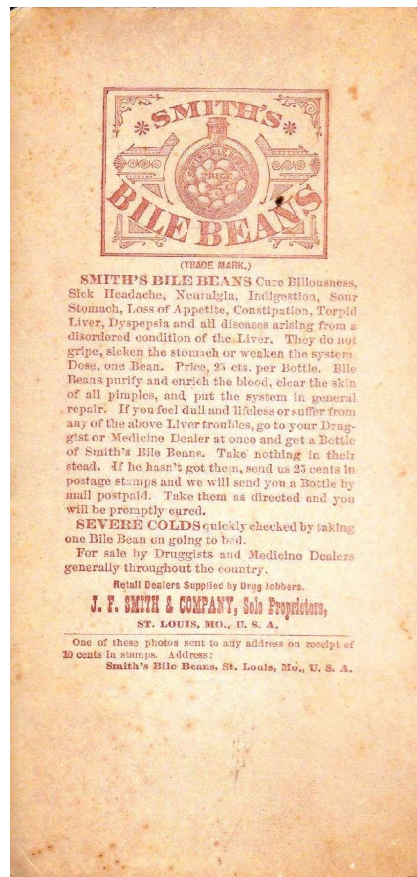 SMITH'S
SMITH'S BILE BEANS
PRICE
BILE BEANS
(TRADE MARK.)
SMITH'S BILE BEANS Cure Biliousness,
Sick Headache, Neuralgia, Indigestion, Sour
Stomach, Loss of Appetite, Constipation, Torpid
Liver, Dyspepsia and all diseases arising from a
disordered condition of the Liver. They do not
gripe, sicken the stomach or weaken the system.
Dose, one Bean. Price, 25 cts. per Bottle. Bile
Beans purify and enrich the blood, clear the skin
of all pimples, and put the system in general
repair. If you feel dull and lifeless or suffer from
any of the above Liver troubles, go to your Drug-
gist or Medicine Dealer at once and get a Bottle
of Smith's Bile Beans. Take nothing in their
stead. If he hasn't got them, send us 25 cents in
postage stamps and we will send you a Bottle by
mail postpaid. Take them as directed and you
will be promptly cured.
SEVERE COLDS quickly checked by taking
one Bile Bean on going to bed.
For sale by Druggists and Medicine Dealers
generally throughout the country.
Retail Dealers Supplied by Drug Jobbers.
J. F. SMITH & COMPANY, Sole Proprietors,
ST. LOUIS, MO., U. S. A.
One of these photos sent to any address on receipt of
10 cents in stamps. Address:
Smith's Bile Beans, St. Louis, Mo., U. S. A.